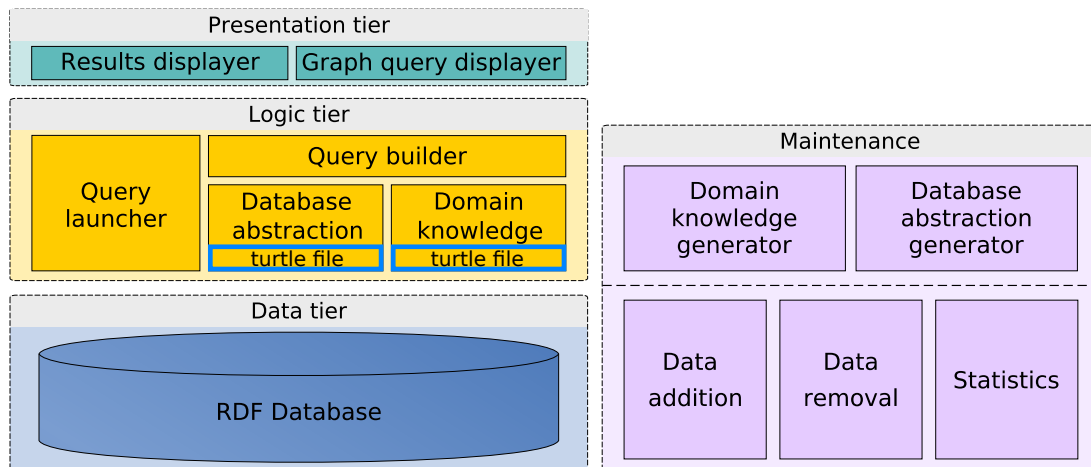 Presentation tier
Results displayer
Graph query displayer
Logic tier
Query
launcher
Query builder
Database
abstraction
turtle file
Domain
knowledge
turtle file
Data tier
RDF Database
Maintenance
Domain
knowledge
generator
Database
abstraction
generator
Data
addition
Data
removal
Statistics